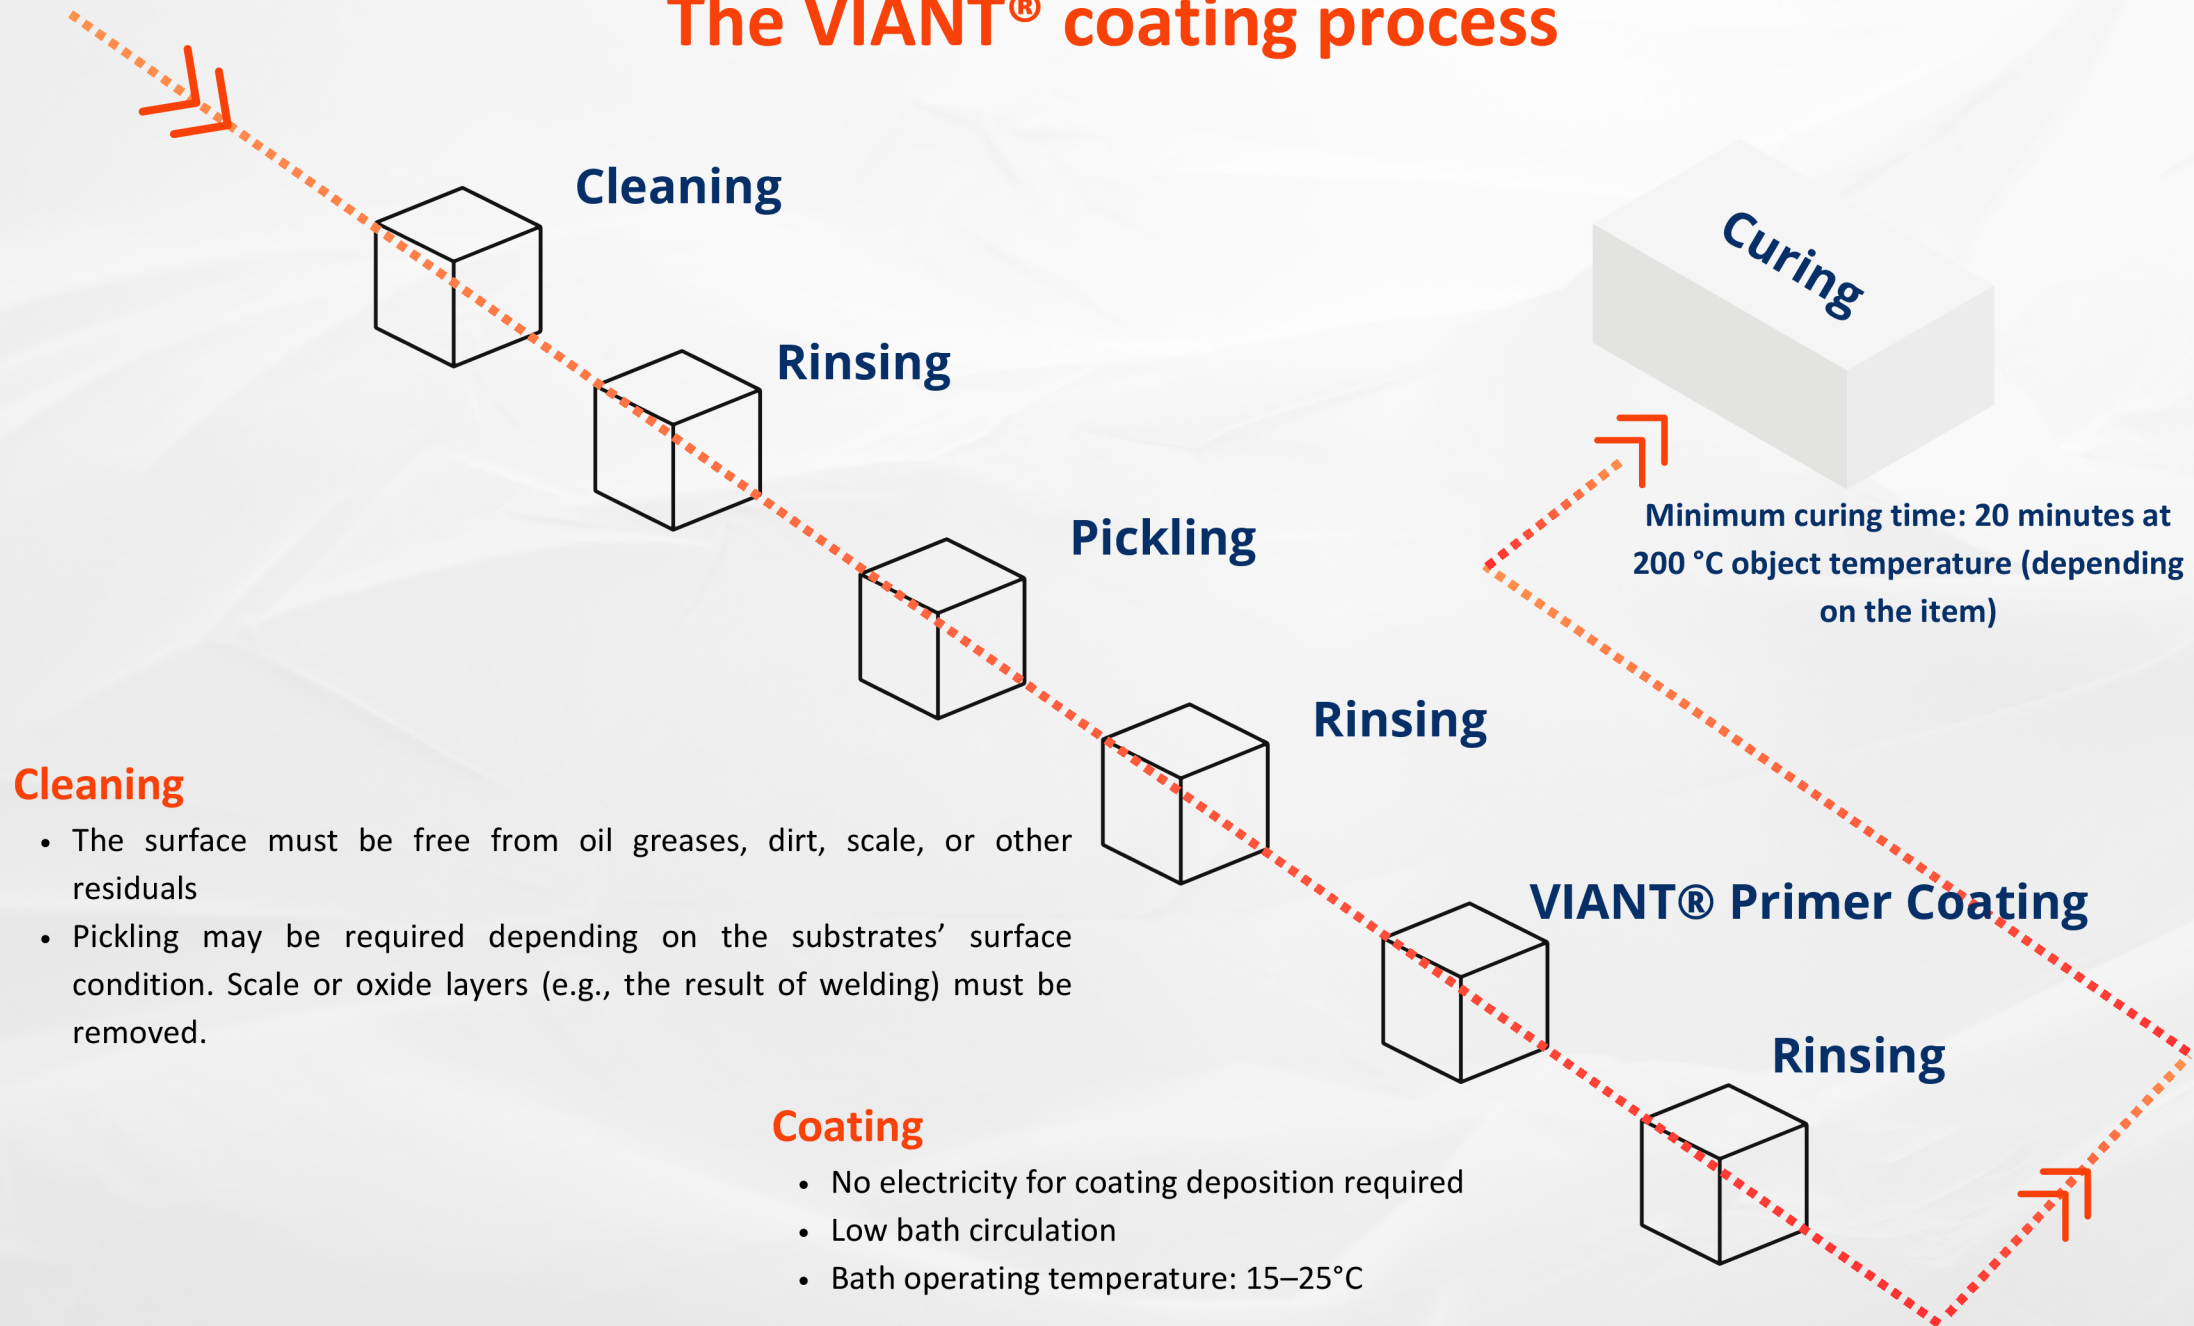 The VIANT® coating process
Cleaning
Rinsing
Pickling
Rinsing
VIANT® Primer Coating
Rinsing
Curing
Minimum curing time: 20 minutes at
200 °C object temperature (depending
on the item)
Cleaning
• The surface must be free from oil greases, dirt, scale, or other
residuals
• Pickling may be required depending on the substrates’ surface
condition. Scale or oxide layers (e.g., the result of welding) must be
removed.
Coating
• No electricity for coating deposition required
• Low bath circulation
• Bath operating temperature: 15–25°C